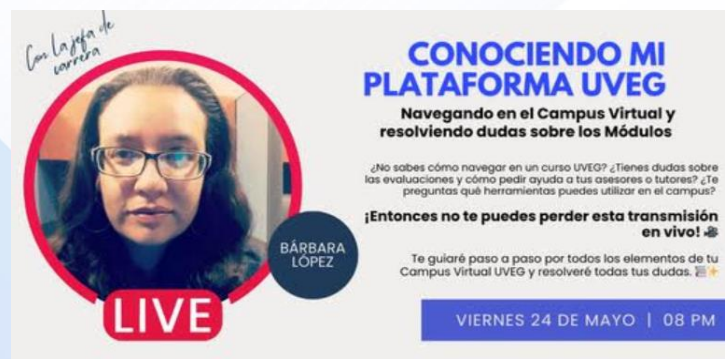 Con la jefa de
carrera
CONOCIENDO MI
PLATAFORMA UVEG
Navegando en el Campus Virtual y
resolviendo dudas sobre los Módulos
¿No sabes cómo navegar en un curso UVEG? ¿Tienes dudas sobre
las evaluaciones y cómo pedir ayuda a tus asesores o tutores? ¿Te
preguntas qué herramientas puedes utilizar en el campus?
¡Entonces no te puedes perder esta transmisión
en vivo! 🎥
Te guiaré paso a paso por todos los elementos de tu
Campus Virtual UVEG y resolveré todas tus dudas.
BÁRBARA
LÓPEZ
LIVE
VIERNES 24 DE MAYO | 08 PM